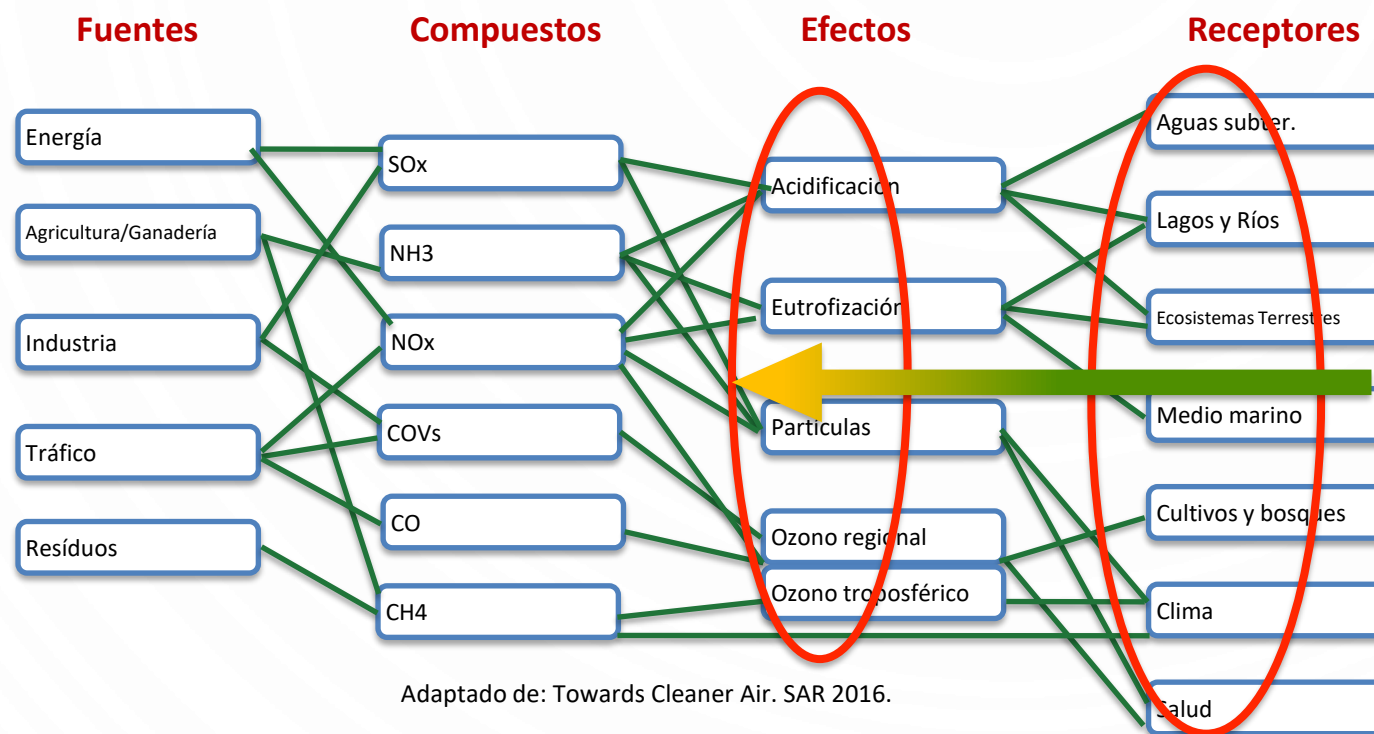 Fuentes
Compuestos
Efectos
Receptores
Energía
Agricultura/Ganadería
Industria
Tráfico
Resíduos
SOx
NH3
NOx
COVs
CO
CH4
Acidificación
Eutrofización
Partículas
Ozono regional
Ozono troposférico
Aguas subter.
Lagos y Ríos
Ecosistemas Terrestres
Medio marino
Cultivos y bosques
Clima
Salud
Adaptado de: Towards Cleaner Air. SAR 2016.